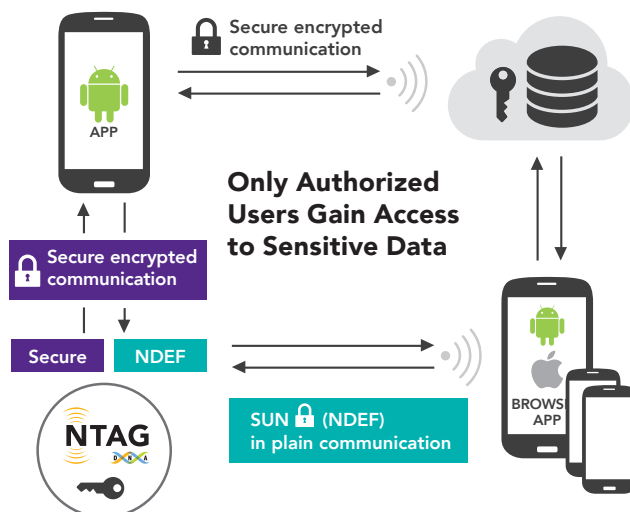 Secure encrypted
communication
APP
Only Authorized
Users Gain Access
to Sensitive Data
Secure encrypted
communication
Secure
NDEF
SUN (NDEF)
in plain communication
NTAG
DNA
APP